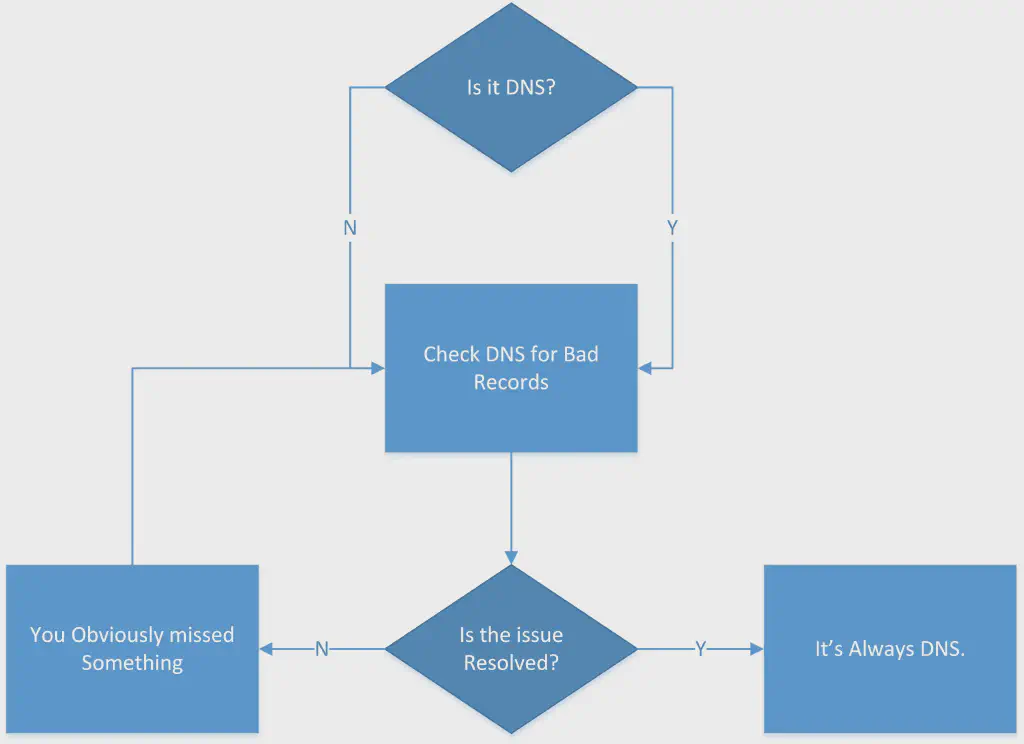 Is it DNS?
N
Y
Check DNS for Bad
Records
You Obviously missed
Something
N
Is the issue
Resolved?
Y
It’s Always DNS.